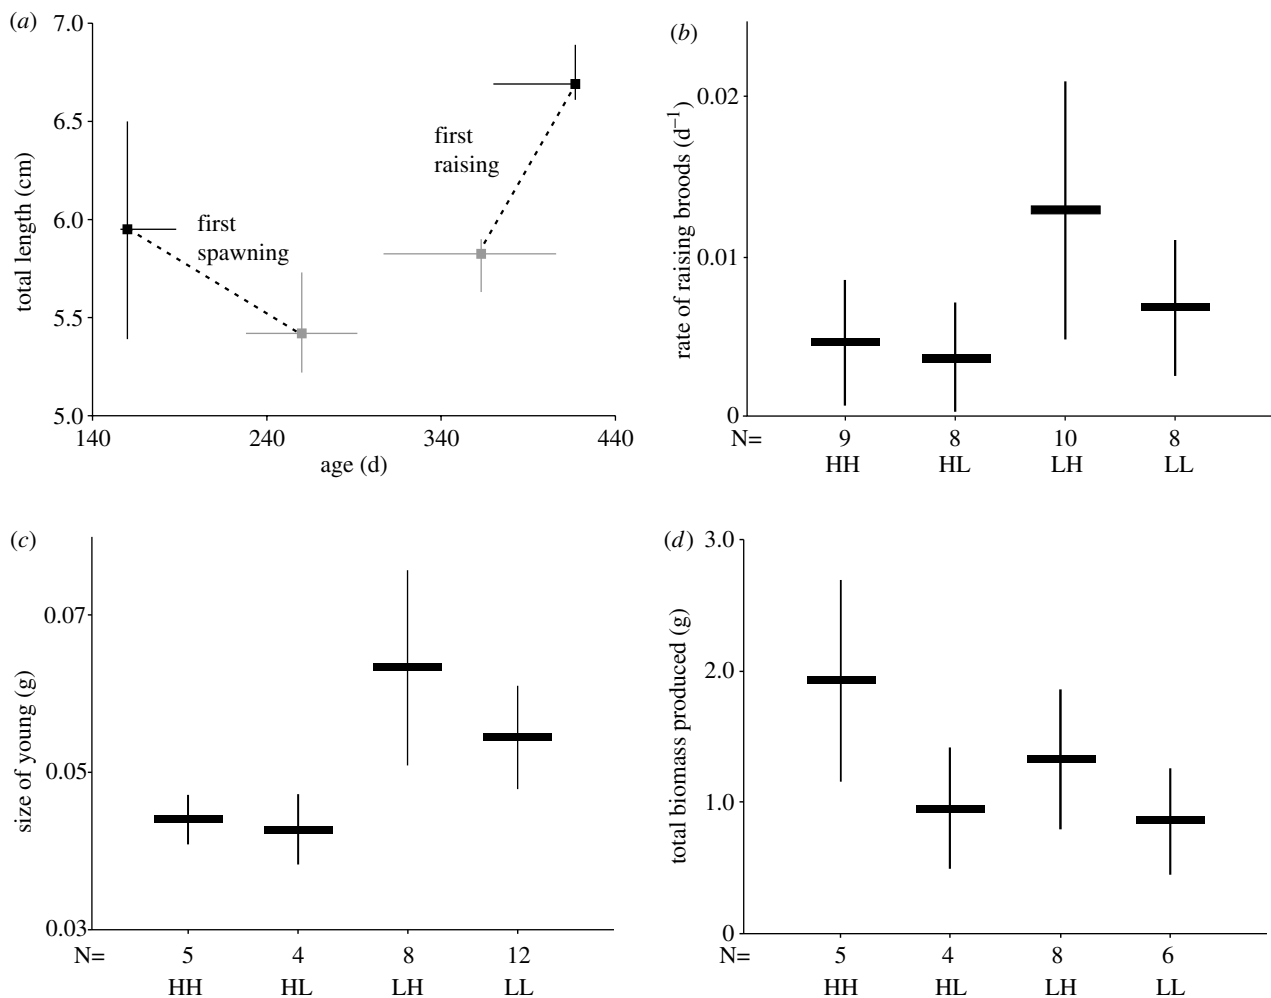 (a)
7.0
6.5
6.0
5.5
5.0
total length (cm)
first
raising
first
spawning
140
240
340
440
age (d)
(b)
0.02
0.01
0
rate of raising broods (d⁻¹)
N= 9 8 10 8
HH HL LH LL
(c)
0.07
0.05
0.03
size of young (g)
N= 5 4 8 12
HH HL LH LL
(d)
3.0
2.0
1.0
0
total biomass produced (g)
N= 5 4 8 6
HH HL LH LL